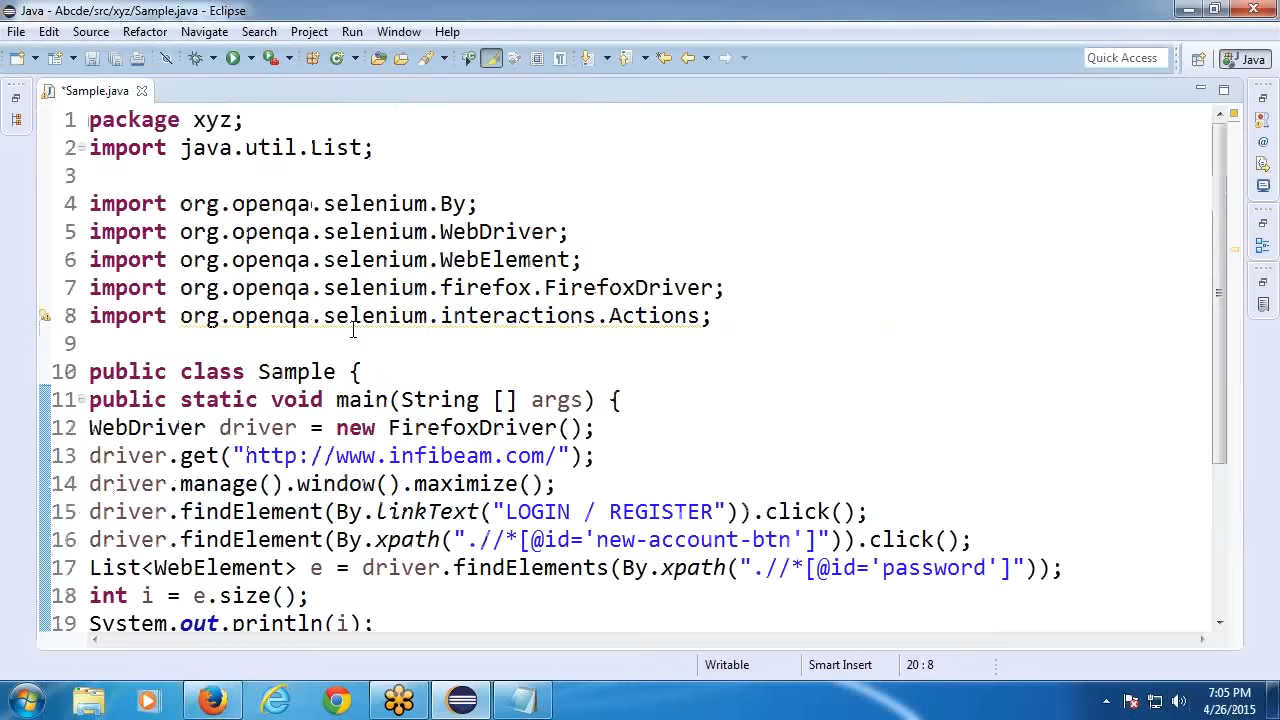 Java - Abcde/src/xyz/Sample.java - Eclipse
File Edit Source Refactor Navigate Search Project Run Window Help
Quick Access
Java
*Sample.java
1 package xyz;
2 import java.util.List;
3
4 import org.openqa.selenium.By;
5 import org.openqa.selenium.WebDriver;
6 import org.openqa.selenium.WebElement;
7 import org.openqa.selenium.firefox.FirefoxDriver;
8 import org.openqa.selenium.interactions.Actions;
9
10 public class Sample {
11 public static void main(String [] args) {
12 WebDriver driver = new FirefoxDriver();
13 driver.get("http://www.infibeam.com/");
14 driver.manage().window().maximize();
15 driver.findElement(By.linkText("LOGIN / REGISTER")).click();
16 driver.findElement(By.xpath(".//*[@id='new-account-btn']")).click();
17 List<WebElement> e = driver.findElements(By.xpath(".//*[@id='password']"));
18 int i = e.size();
19 System.out.println(i);
Writable Smart Insert 20 : 8
7:05 PM
4/26/2015